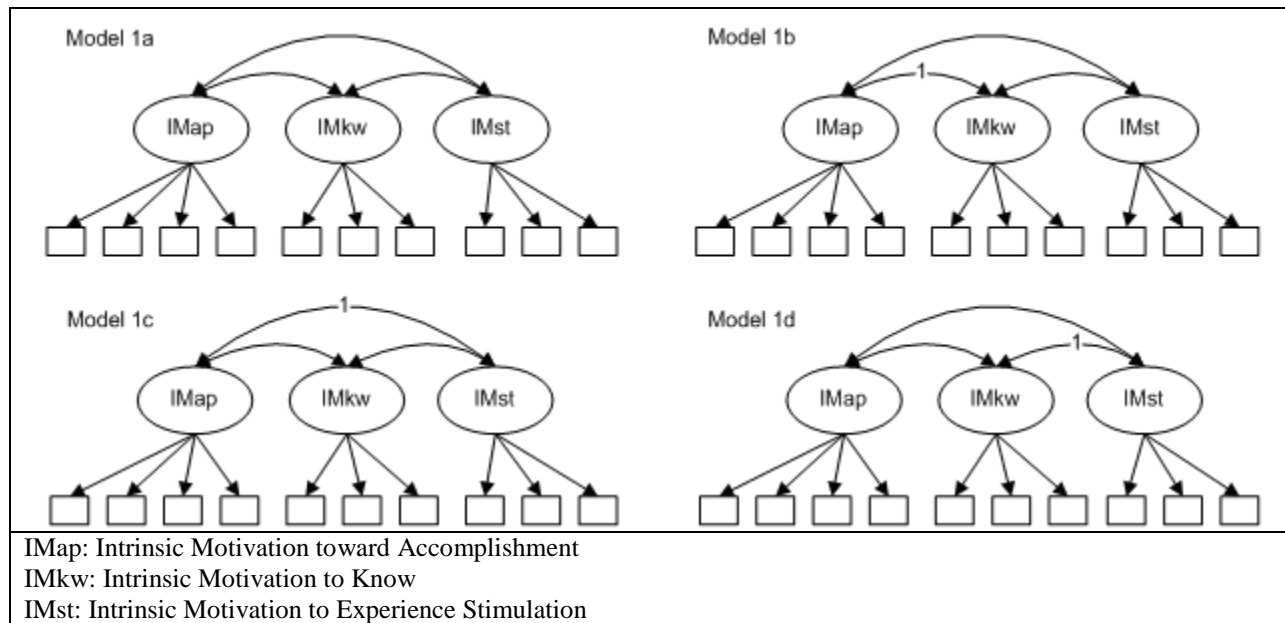 Model 1a
Model 1b
1
IMap
IMkw
IMst
IMap
IMkw
IMst
Model 1c
1
Model 1d
1
IMap
IMkw
IMst
IMap
IMkw
IMst
IMap: Intrinsic Motivation toward Accomplishment
IMkw: Intrinsic Motivation to Know
IMst: Intrinsic Motivation to Experience Stimulation